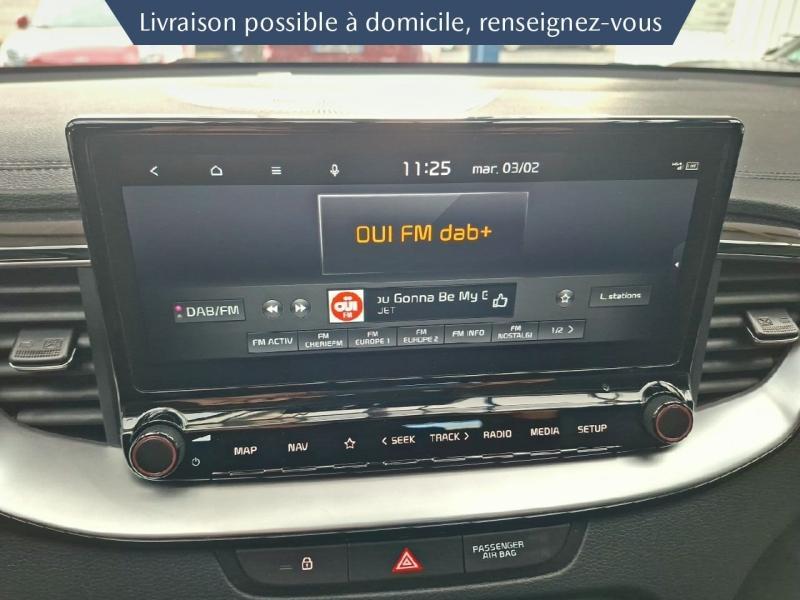 Livraison possible à domicile, renseignez-vous
11:25 mar. 03/02
OUI FM dab+
DAB/FM
OUI FM
ou Gonna Be My G
JET
L.stations
FM ACTIV
FM CHERIEFM
FM EUROPE 1
FM EUROPE 2
FM INFO
FM NOSTALGI
1/2 >
MAP NAV < SEEK TRACK > RADIO MEDIA SETUP
PASSENGER
AIR BAG